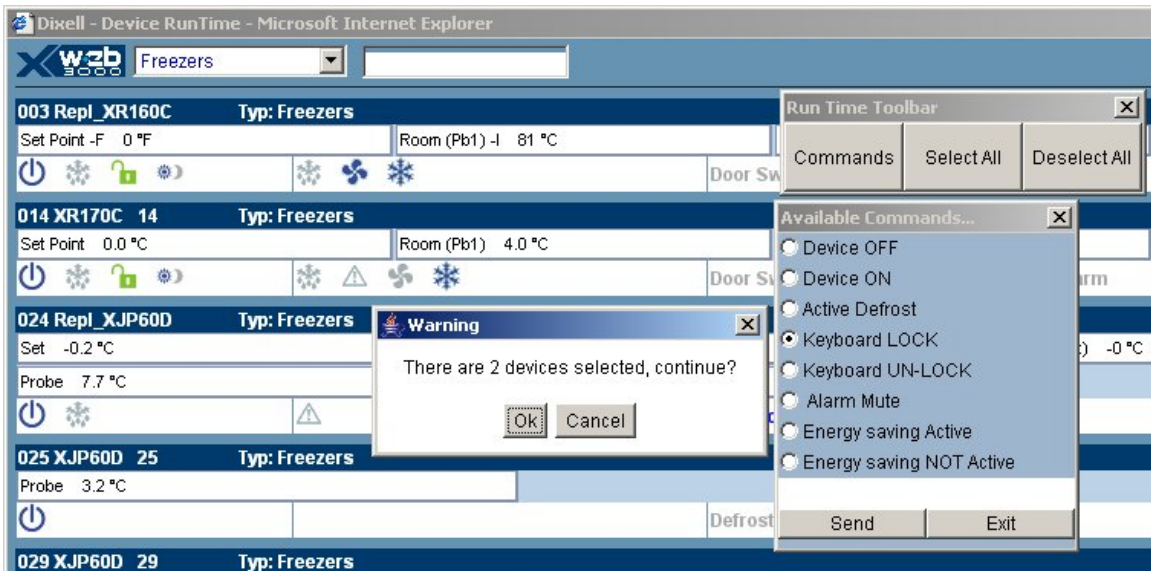 Dixell - Device RunTime - Microsoft Internet Explorer
Xweb 3000 Freezers
003 Repl_XR160C Typ: Freezers
Set Point -F 0 °F Room (Pb1) -I 81 °C
Door Sw
014 XR170C 14 Typ: Freezers
Set Point 0.0 °C Room (Pb1) 4.0 °C
Door Sw rm
024 Repl_XJP60D Typ: Freezers
Set -0.2 °C ) -0 °C
Probe 7.7 °C
025 XJP60D 25 Typ: Freezers
Probe 3.2 °C
Defrost
029 XJP60D 29 Typ: Freezers
Run Time Toolbar
Commands Select All Deselect All
Available Commands...
Device OFF
Device ON
Active Defrost
Keyboard LOCK
Keyboard UN-LOCK
Alarm Mute
Energy saving Active
Energy saving NOT Active
Send Exit
Warning
There are 2 devices selected, continue?
Ok Cancel